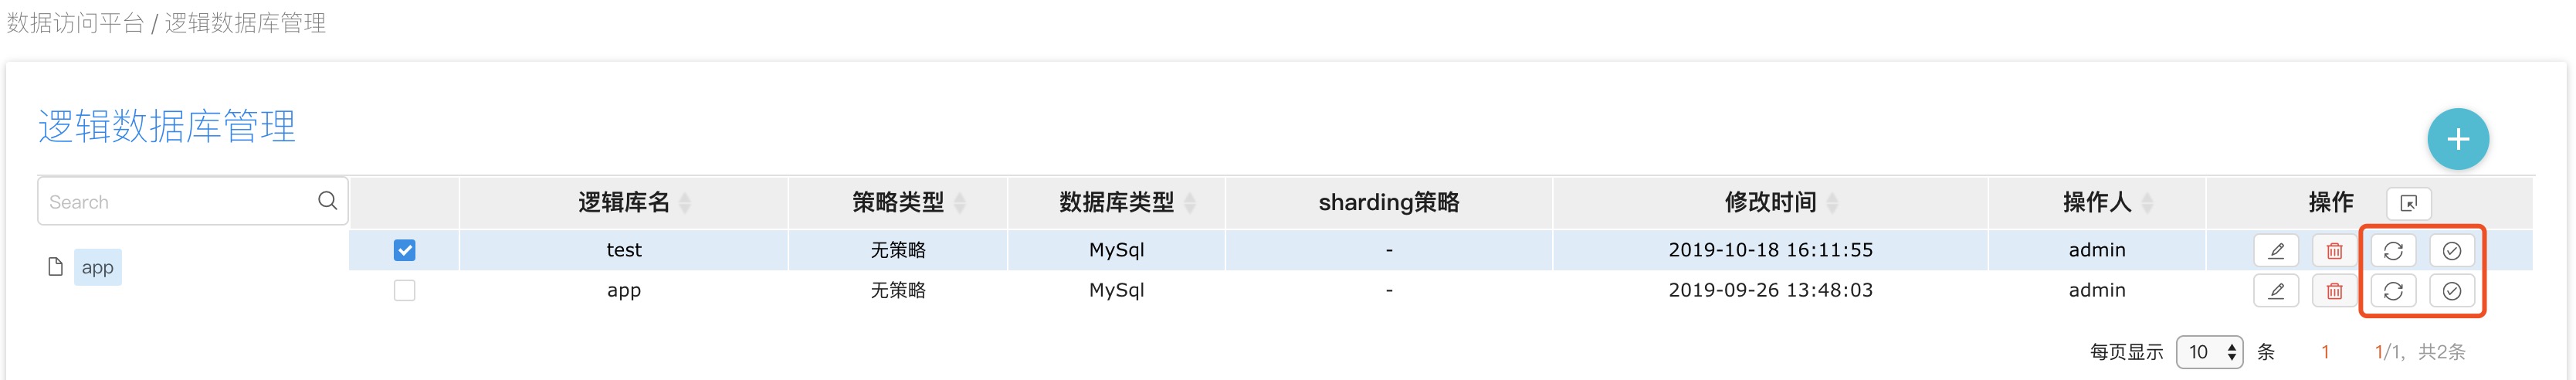 数据访问平台 / 逻辑数据库管理
逻辑数据库管理
Search 逻辑库名 策略类型 数据库类型 sharding策略 修改时间 操作人 操作
test 无策略 MySql - 2019-10-18 16:11:55 admin
app
app 无策略 MySql - 2019-09-26 13:48:03 admin
每页显示 10 条 1 1/1, 共2条